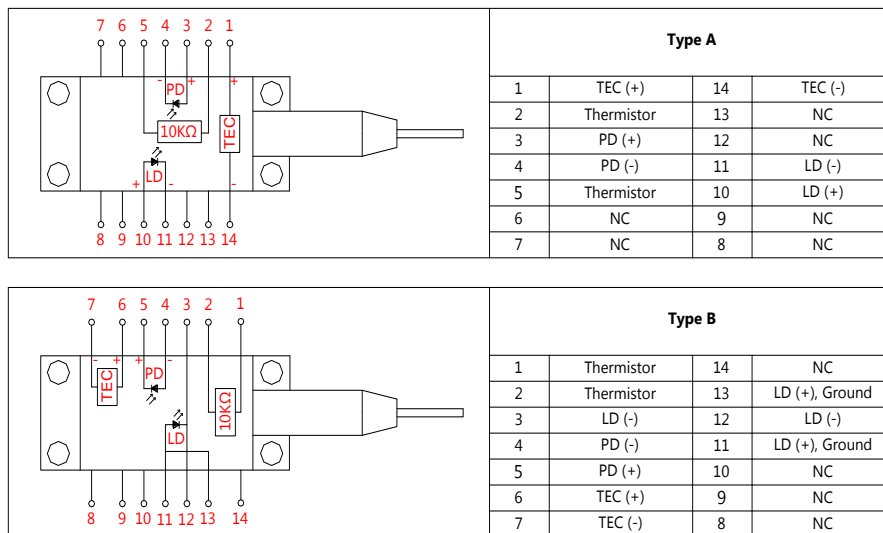 7 6 5 4 3 2 1
Type A
- + +
PD
10KΩ
TEC
LD
+ - -
8 9 10 11 12 13 14
1 TEC (+) 14 TEC (-)
2 Thermistor 13 NC
3 PD (+) 12 NC
4 PD (-) 11 LD (-)
5 Thermistor 10 LD (+)
6 NC 9 NC
7 NC 8 NC
7 6 5 4 3 2 1
Type B
- + + -
TEC
PD
10KΩ
LD
8 9 10 11 12 13 14
1 Thermistor 14 NC
2 Thermistor 13 LD (+), Ground
3 LD (-) 12 LD (-)
4 PD (-) 11 LD (+), Ground
5 PD (+) 10 NC
6 TEC (+) 9 NC
7 TEC (-) 8 NC